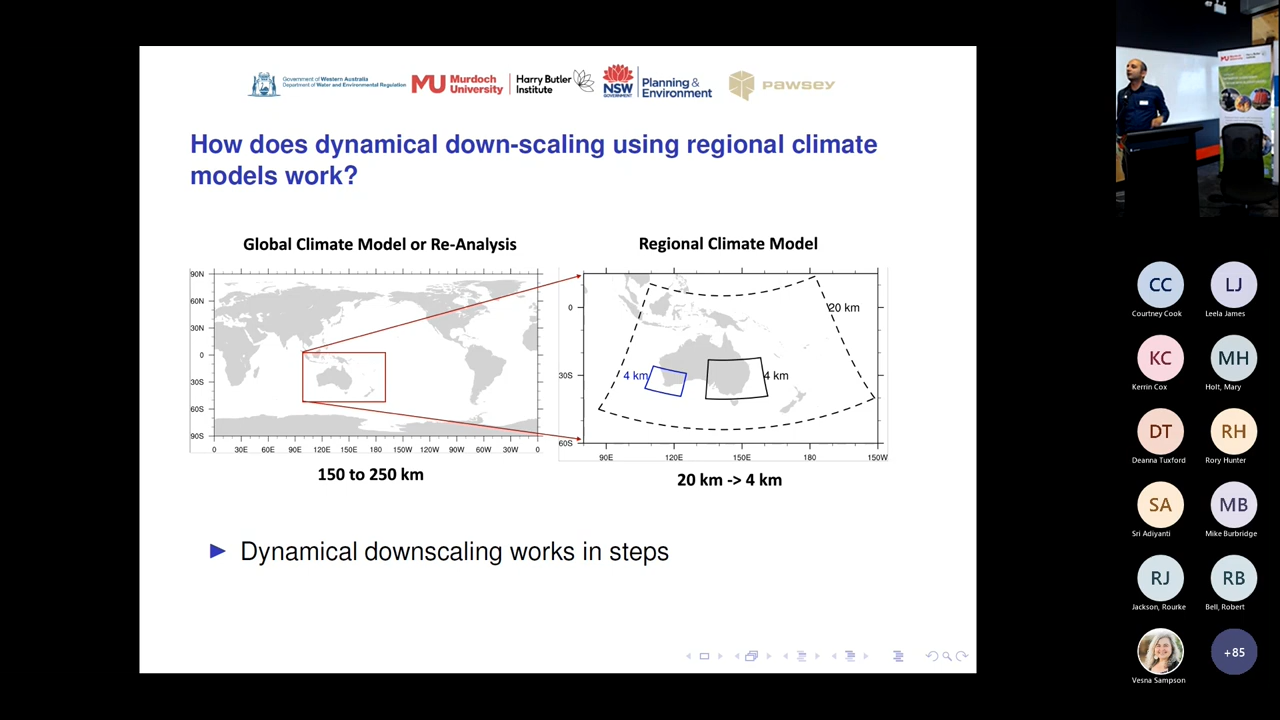 Government of Western Australia
Department of Water and Environmental Regulation
MU Murdoch University
Harry Butler Institute
NSW GOVERNMENT
Planning & Environment
PAWSEY
How does dynamical down-scaling using regional climate
models work?
Global Climate Model or Re-Analysis
90N
60N
30N
0
30S
60S
90S
0 30E 60E 90E 120E 150E 180 150W 120W 90W 60W 30W 0
150 to 250 km
Regional Climate Model
0
30S
60S
20 km
4 km
4 km
90E 120E 150E 180 150W
20 km -> 4 km
Dynamical downscaling works in steps
CC
Courtney Cook
LJ
Leela James
KC
Kerrin Cox
MH
Holt, Mary
DT
Deanna Tuxford
RH
Rory Hunter
SA
Sri Adiyanti
MB
Mike Burbridge
RJ
Jackson, Rourke
RB
Bell, Robert
Vesna Sampson
+85